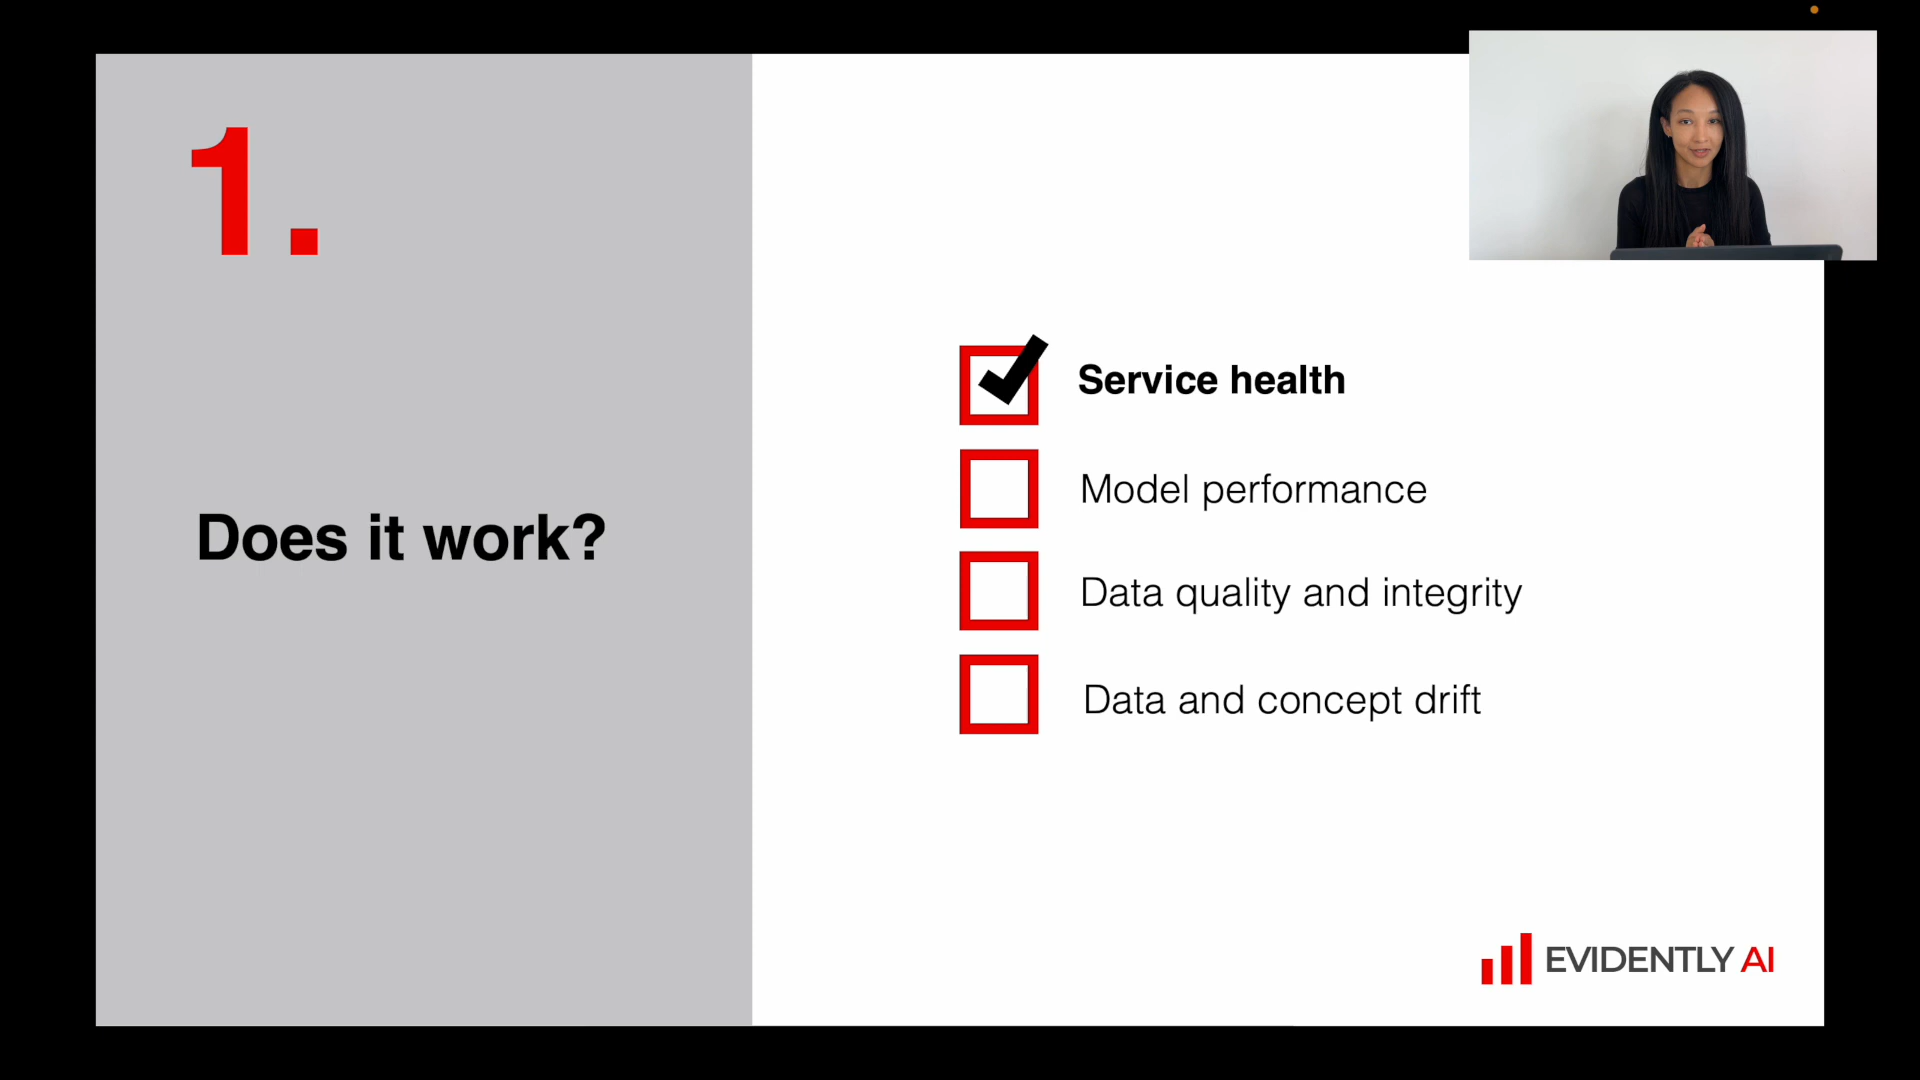 1.
Does it work?
Service health
Model performance
Data quality and integrity
Data and concept drift
EVIDENTLY AI